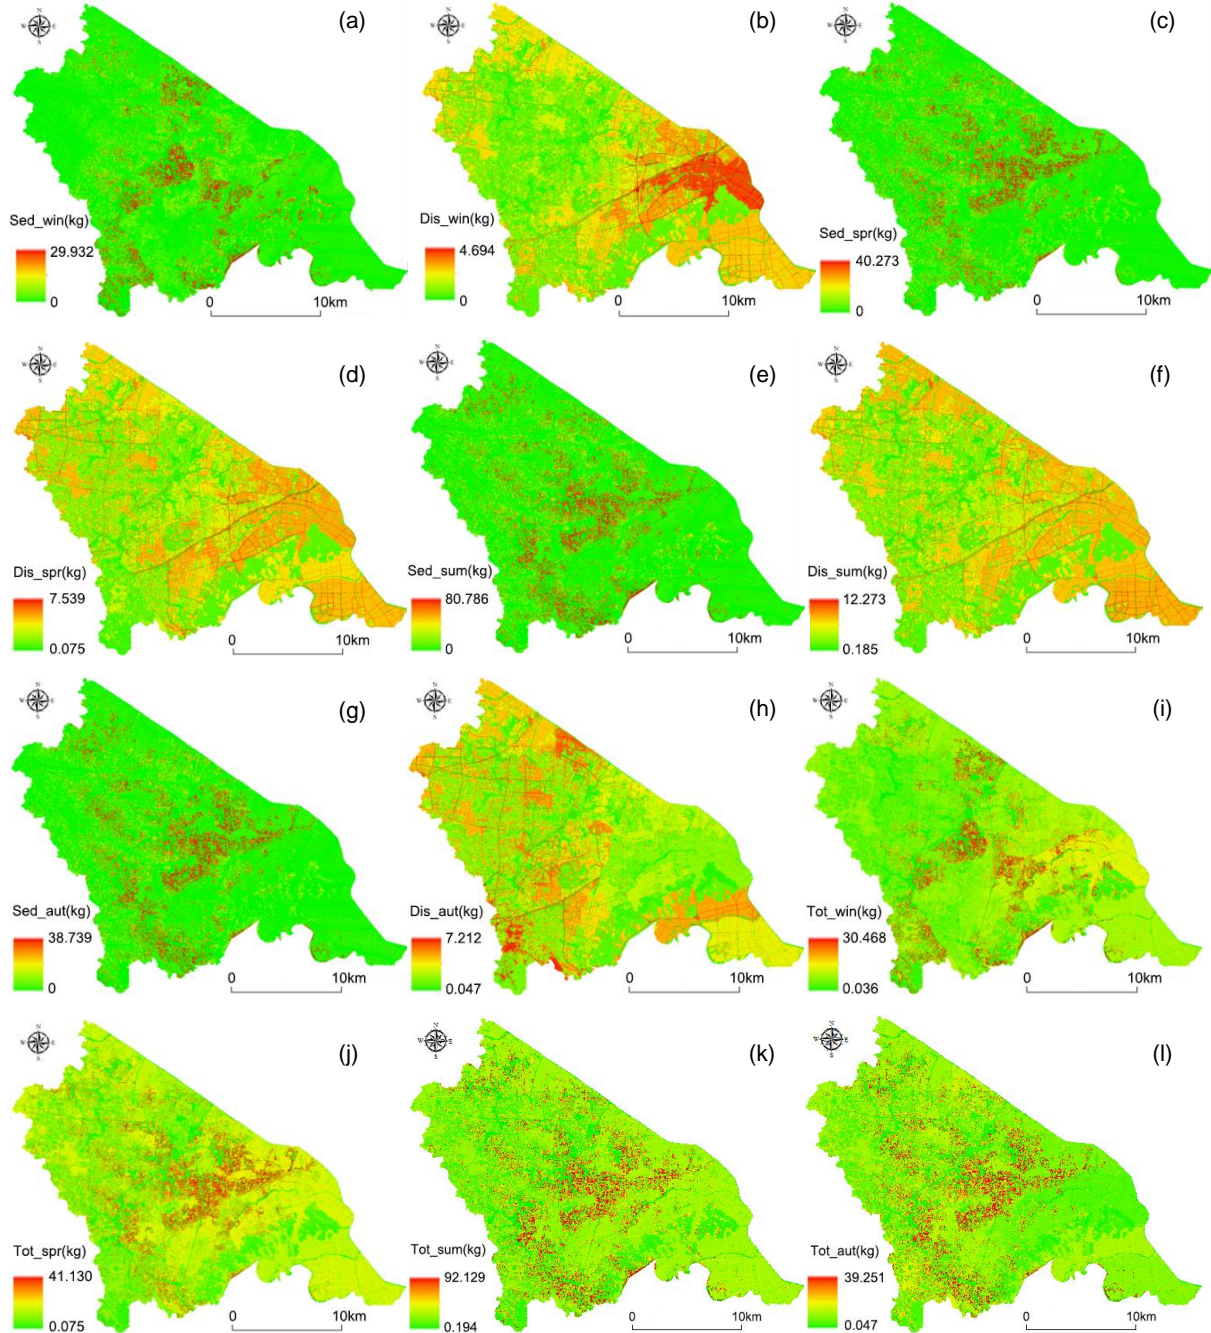 (a)
N
W E
S
Sed_win(kg)
29.932
0
0 10km
(b)
N
W E
S
Dis_win(kg)
4.694
0
0 10km
(c)
N
W E
S
Sed_spr(kg)
40.273
0
0 10km
(d)
N
W E
S
Dis_spr(kg)
7.539
0.075
0 10km
(e)
N
W E
S
Sed_sum(kg)
80.786
0
0 10km
(f)
N
W E
S
Dis_sum(kg)
12.273
0.185
0 10km
(g)
N
W E
S
Sed_aut(kg)
38.739
0
0 10km
(h)
N
W E
S
Dis_aut(kg)
7.212
0.047
0 10km
(i)
N
W E
S
Tot_win(kg)
30.468
0.036
0 10km
(j)
N
W E
S
Tot_spr(kg)
41.130
0.075
0 10km
(k)
N
W E
S
Tot_sum(kg)
92.129
0.194
0 10km
(l)
N
W E
S
Tot_aut(kg)
39.251
0.047
0 10km